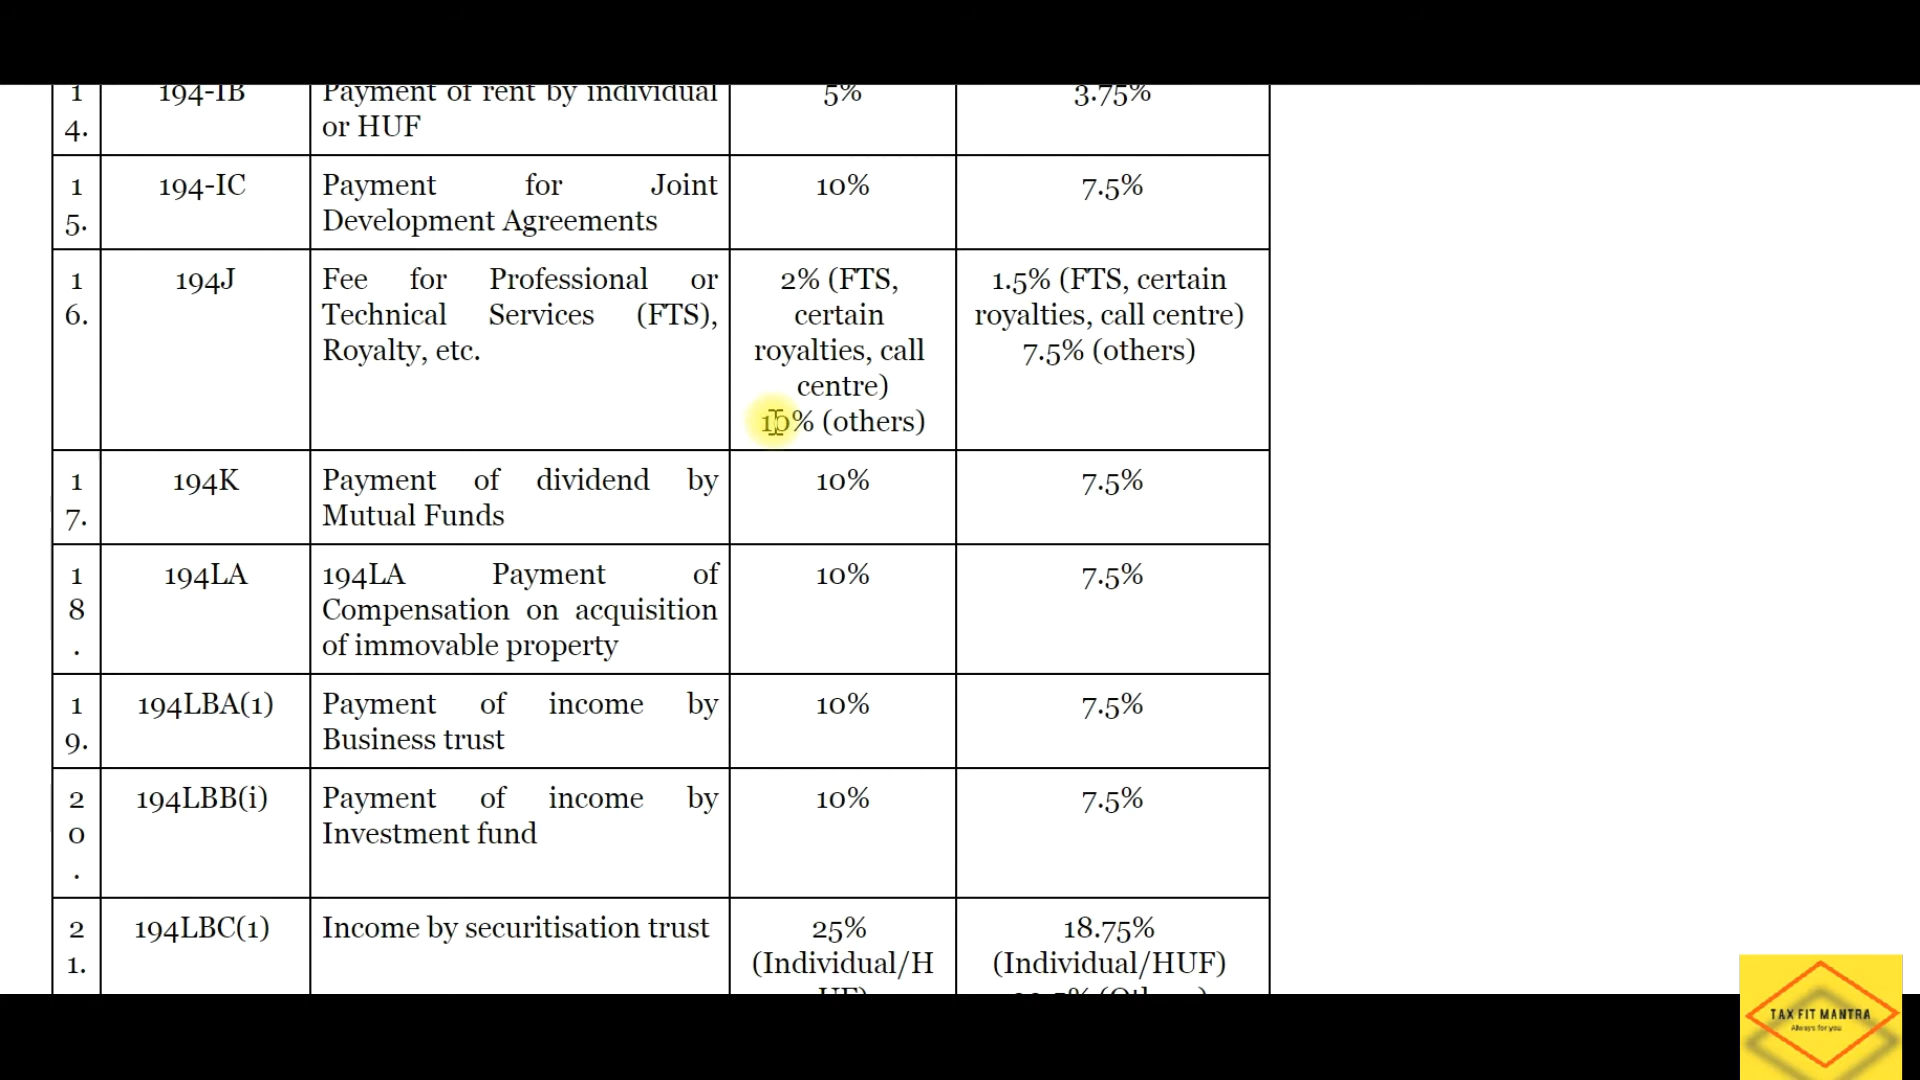 1 194-IB Payment of rent by individual 5% 3.75%
4. or HUF
1 194-IC Payment for Joint 10% 7.5%
5. Development Agreements
1 194J Fee for Professional or 2% (FTS, 1.5% (FTS, certain
6. Technical Services (FTS), certain royalties, call centre)
Royalty, etc. royalties, call 7.5% (others)
centre)
10% (others)
1 194K Payment of dividend by 10% 7.5%
7. Mutual Funds
1 194LA 194LA Payment of 10% 7.5%
8 Compensation on acquisition
. of immovable property
1 194LBA(1) Payment of income by 10% 7.5%
9. Business trust
2 194LBB(i) Payment of income by 10% 7.5%
0 Investment fund
.
2 194LBC(1) Income by securitisation trust 25% 18.75%
1. (Individual/H (Individual/HUF)
TAX FIT MANTRA
Always for you